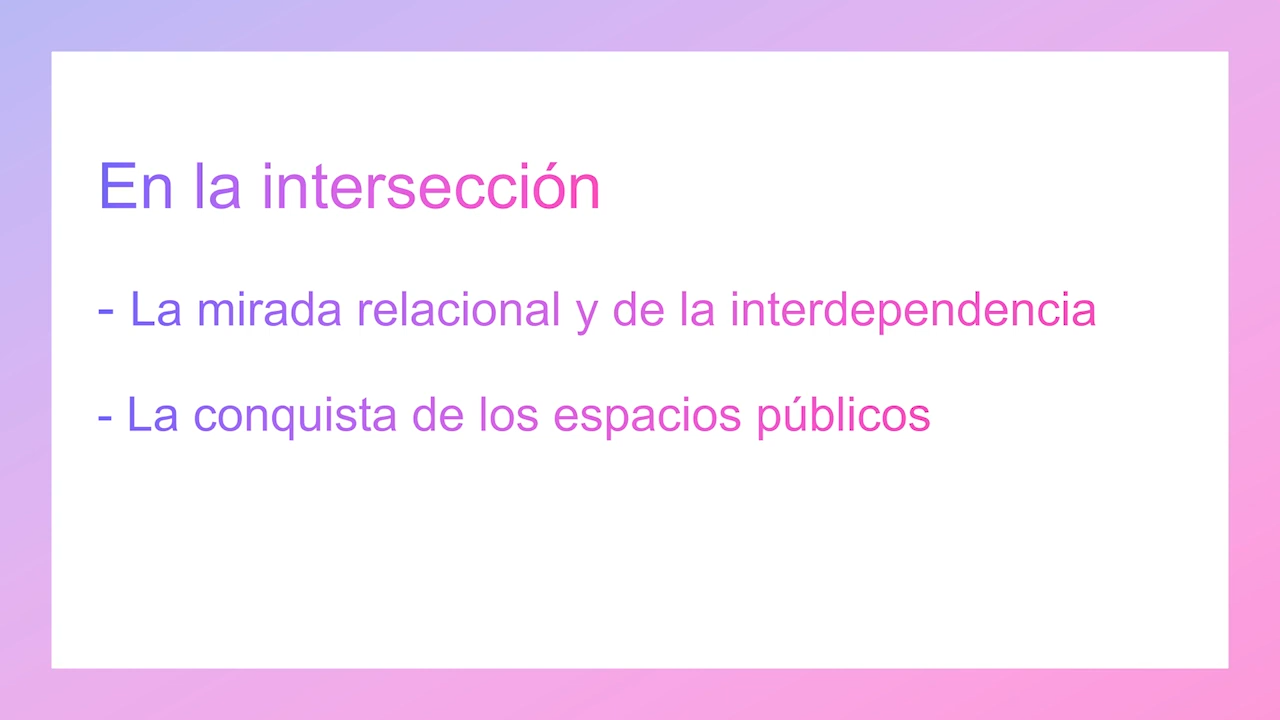 En la intersección
- La mirada relacional y de la interdependencia
- La conquista de los espacios públicos